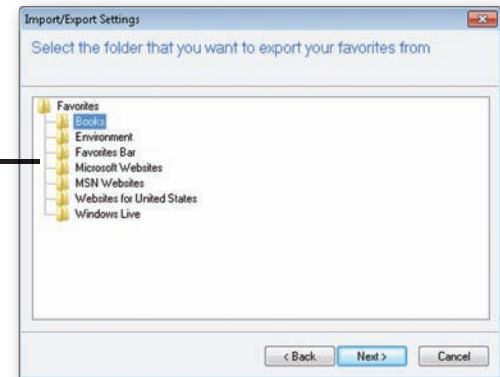 Import/Export Settings
Select the folder that you want to export your favorites from
Favorites
Books
Environment
Favorites Bar
Microsoft Websites
MSN Websites
Websites for United States
Windows Live
< Back
Next >
Cancel